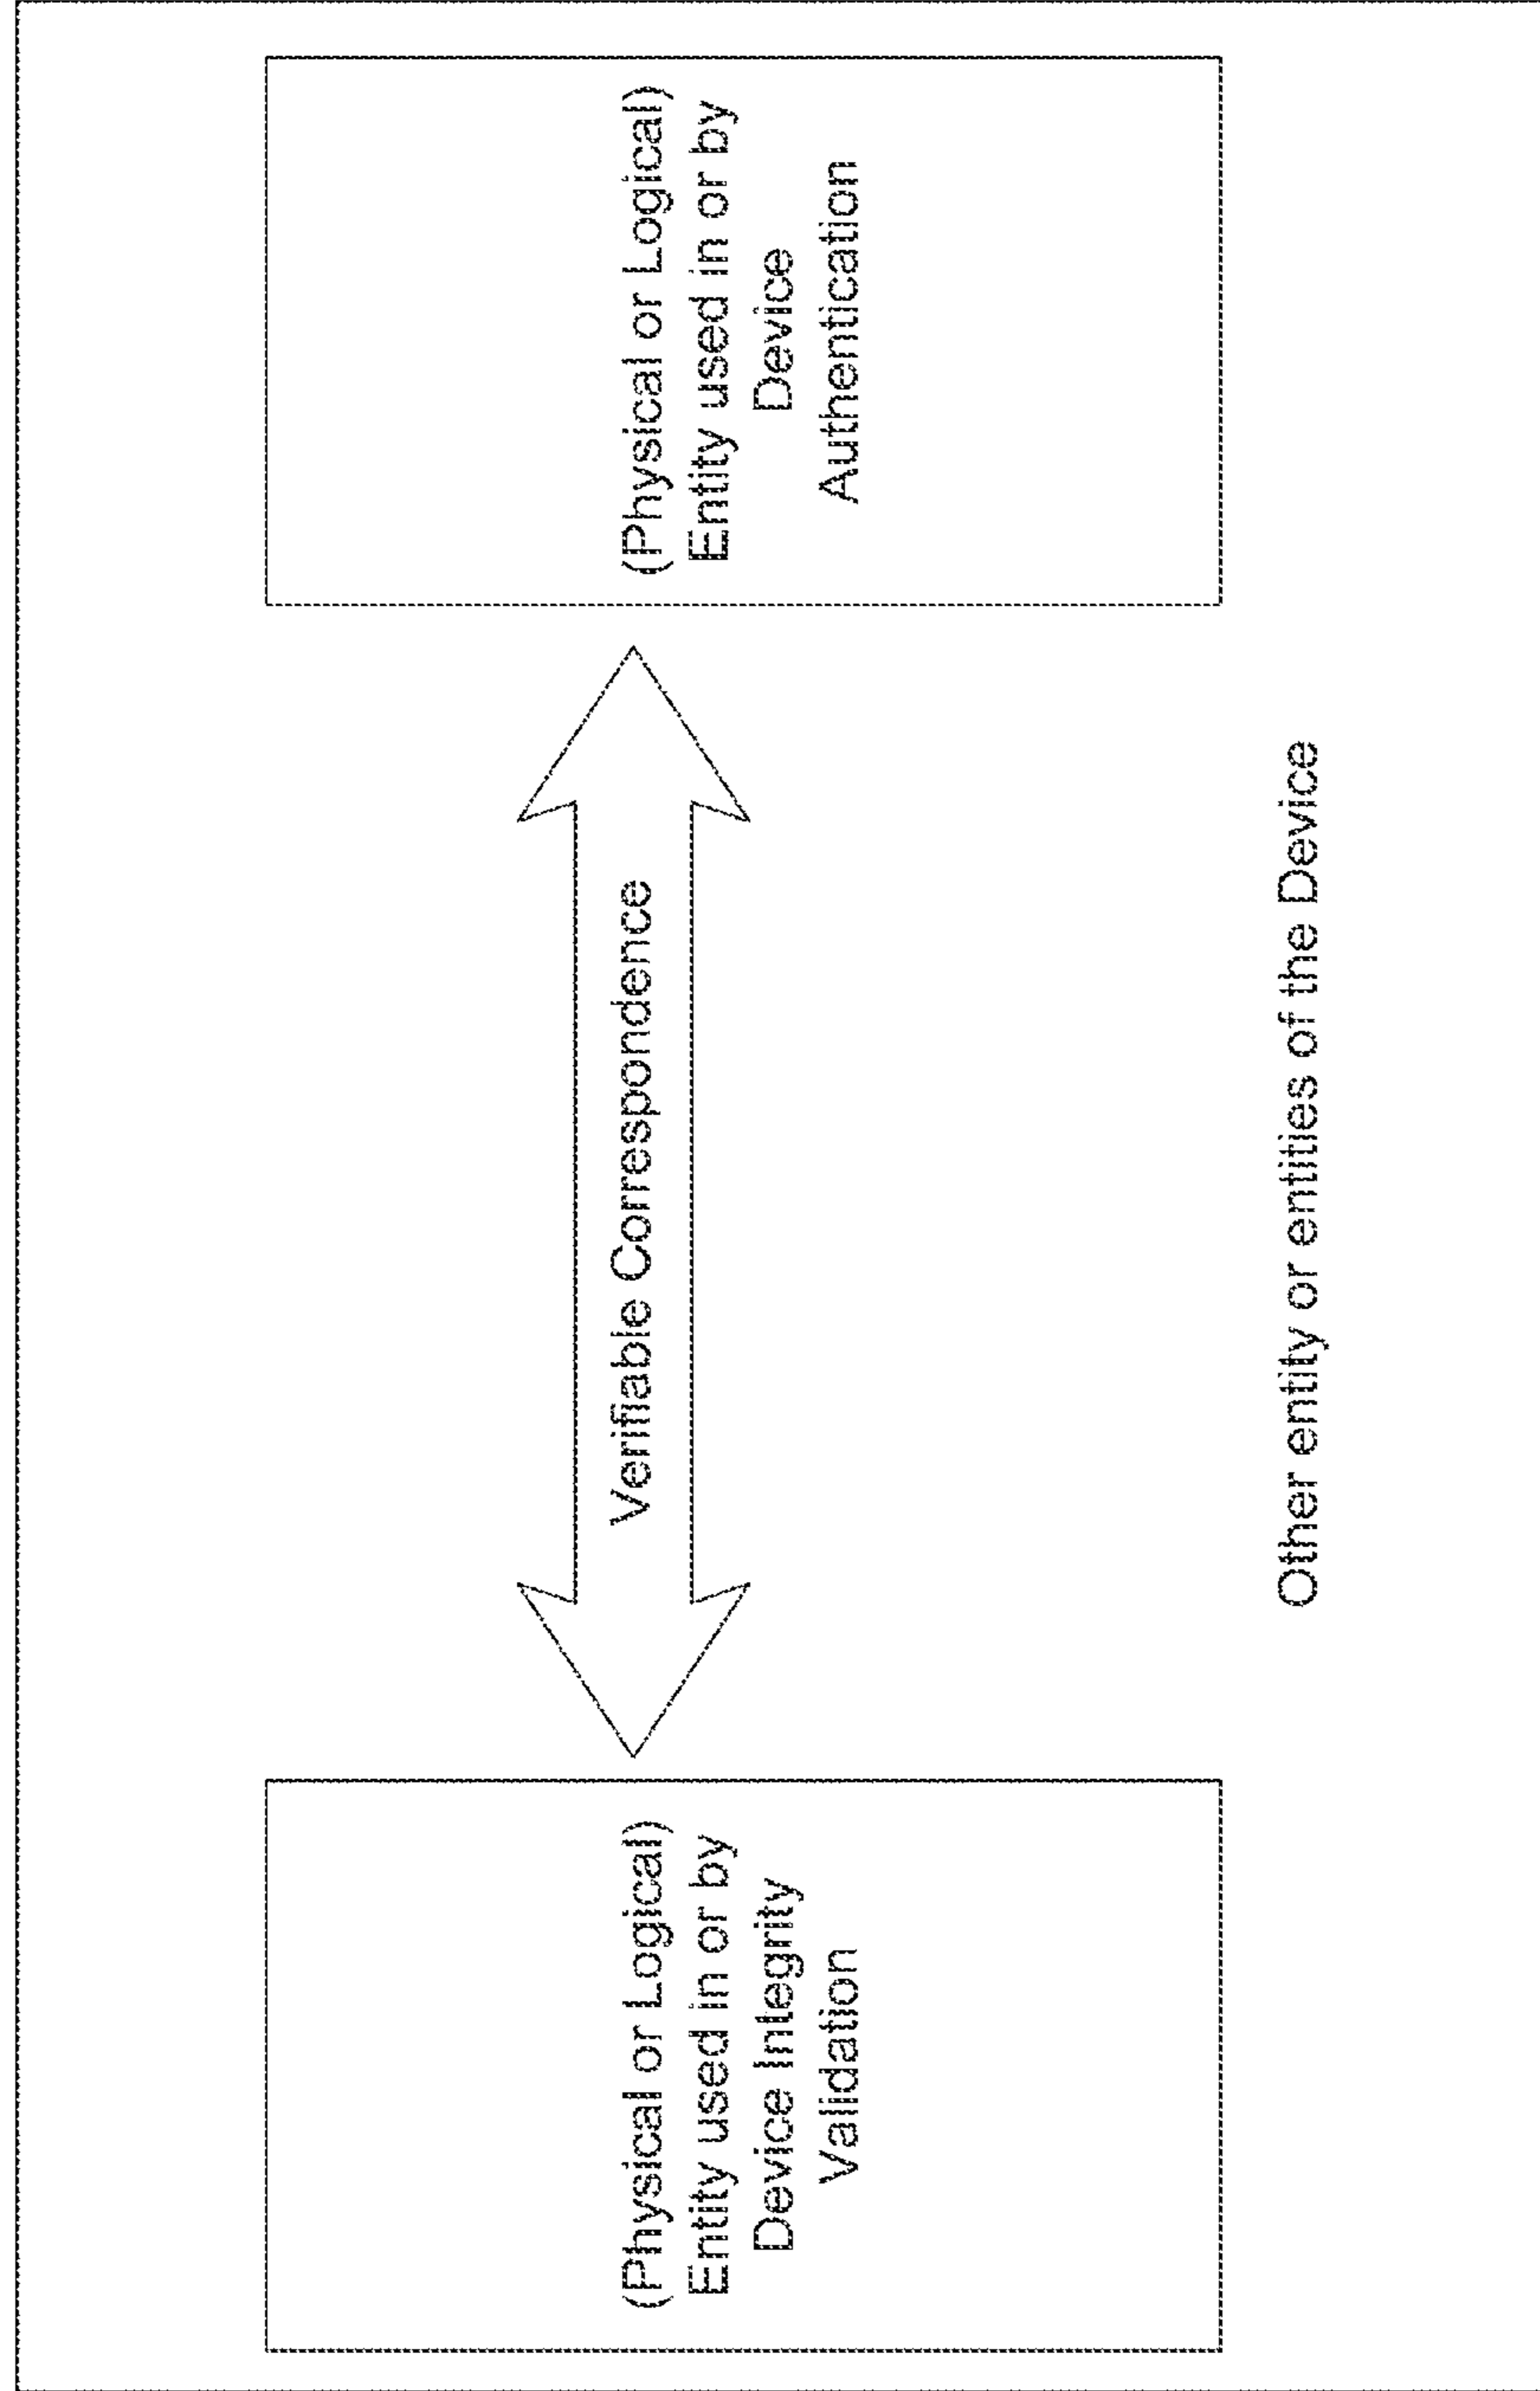 (Physical or Logical)
Entity used in or by
Device Integrity
Validation
Verifiable Correspondence
(Physical or Logical)
Entity used in or by
Device
Authentication
Other entity or entities of the Device